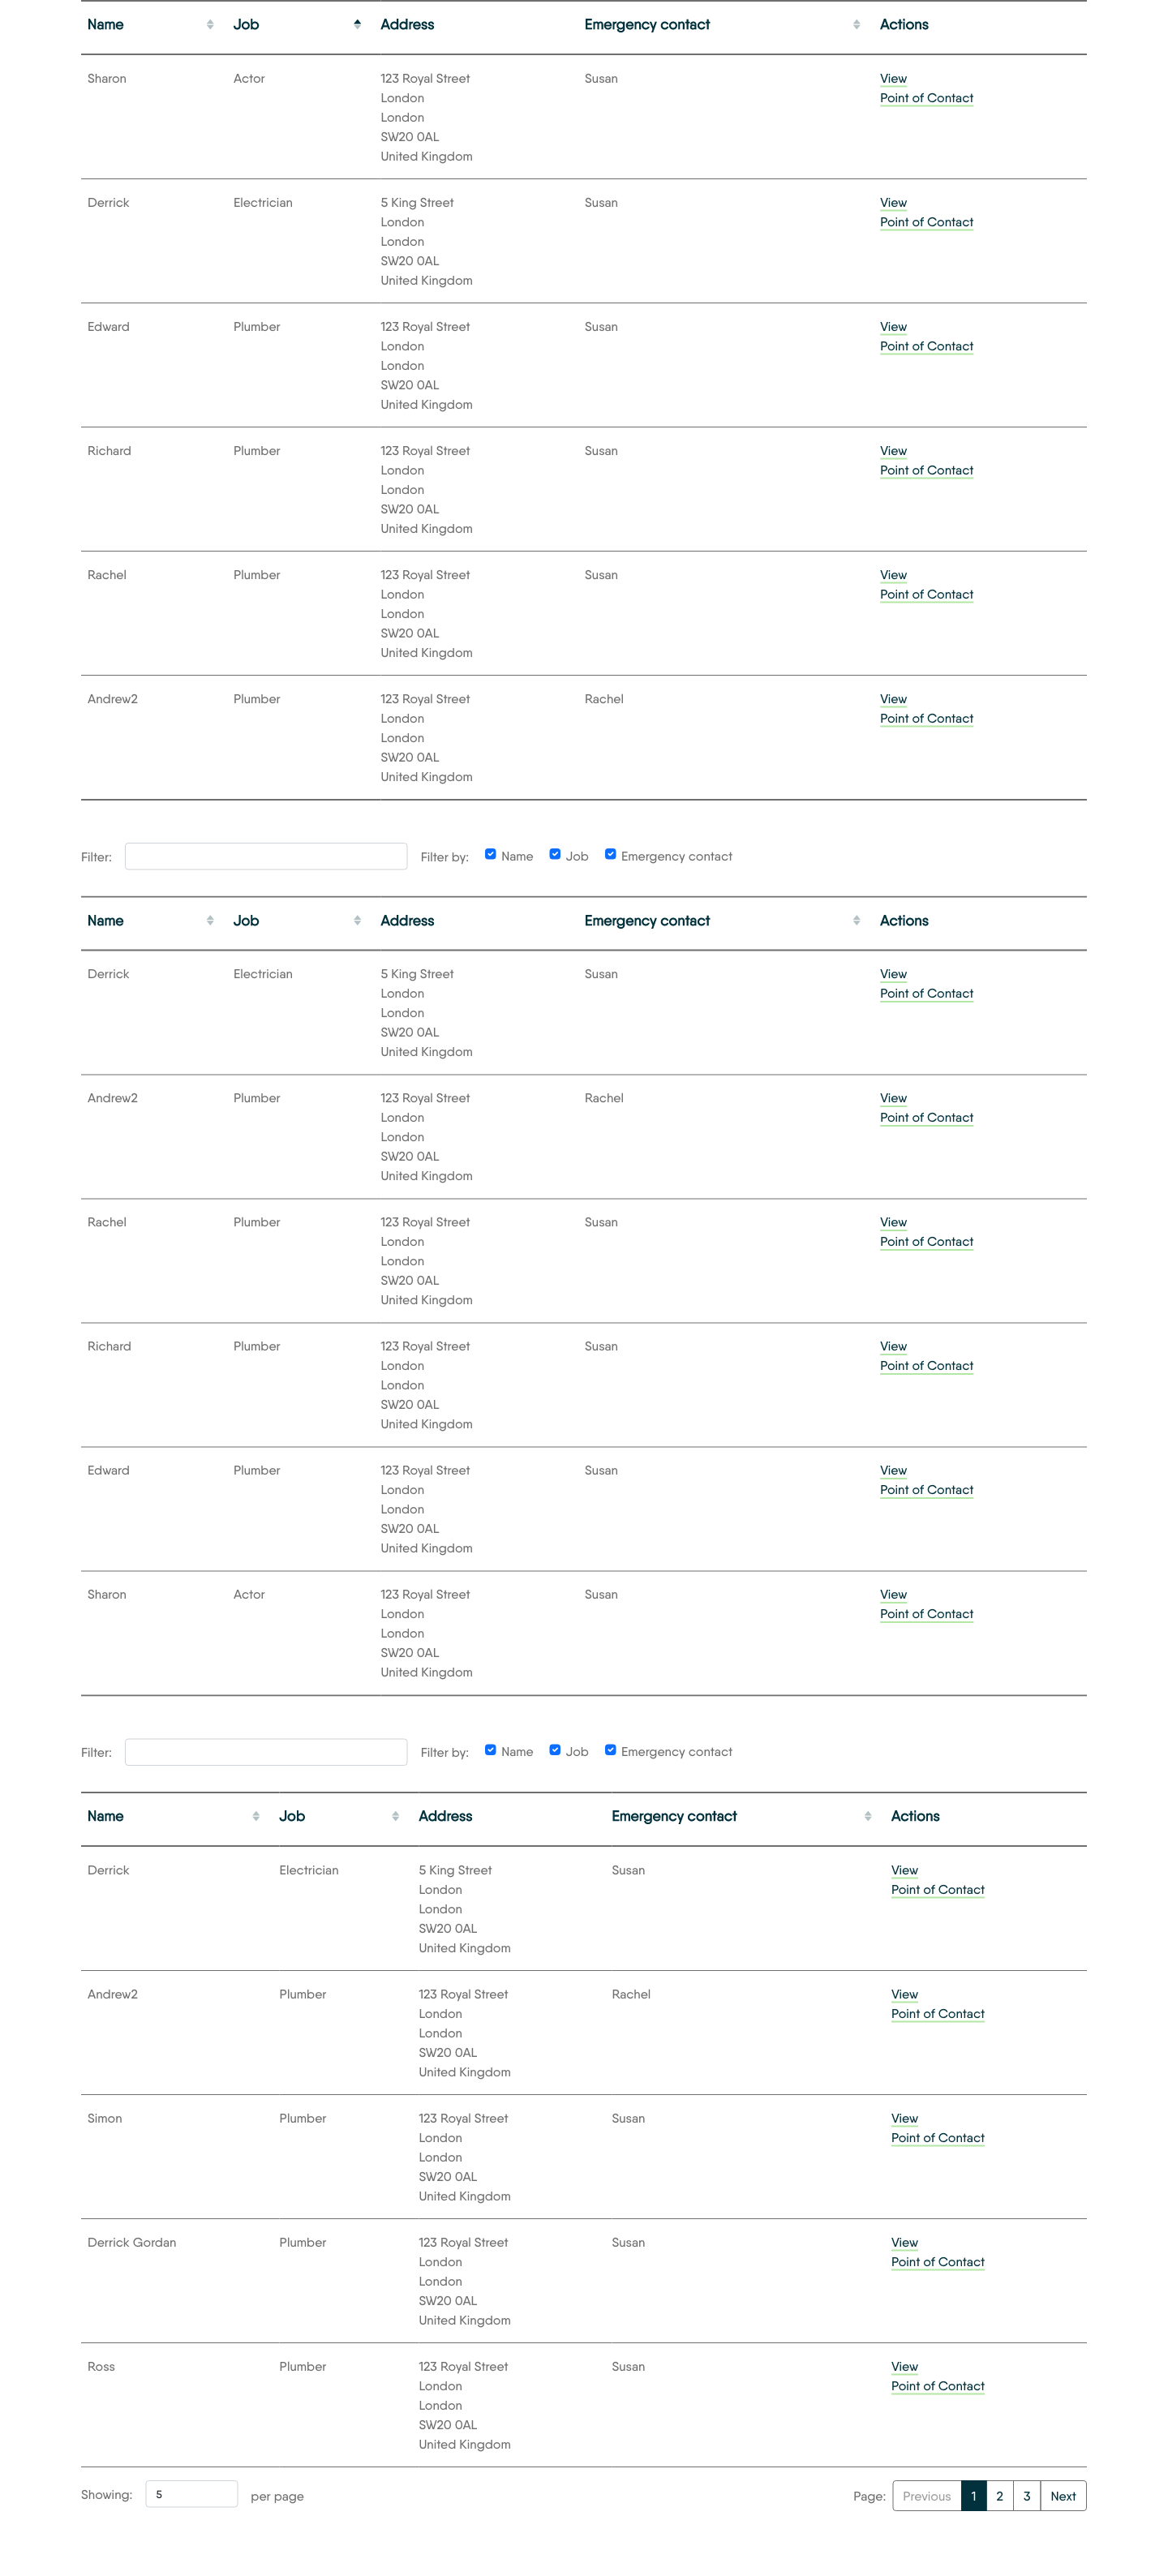 Name Job Address Emergency contact Actions
Sharon Actor 123 Royal Street Susan View
London Point of Contact
London
SW20 0AL
United Kingdom
Derrick Electrician 5 King Street Susan View
London Point of Contact
London
SW20 0AL
United Kingdom
Edward Plumber 123 Royal Street Susan View
London Point of Contact
London
SW20 0AL
United Kingdom
Richard Plumber 123 Royal Street Susan View
London Point of Contact
London
SW20 0AL
United Kingdom
Rachel Plumber 123 Royal Street Susan View
London Point of Contact
London
SW20 0AL
United Kingdom
Andrew2 Plumber 123 Royal Street Rachel View
London Point of Contact
London
SW20 0AL
United Kingdom
Filter: Filter by: Name Job Emergency contact
Name Job Address Emergency contact Actions
Derrick Electrician 5 King Street Susan View
London Point of Contact
London
SW20 0AL
United Kingdom
Andrew2 Plumber 123 Royal Street Rachel View
London Point of Contact
London
SW20 0AL
United Kingdom
Rachel Plumber 123 Royal Street Susan View
London Point of Contact
London
SW20 0AL
United Kingdom
Richard Plumber 123 Royal Street Susan View
London Point of Contact
London
SW20 0AL
United Kingdom
Edward Plumber 123 Royal Street Susan View
London Point of Contact
London
SW20 0AL
United Kingdom
Sharon Actor 123 Royal Street Susan View
London Point of Contact
London
SW20 0AL
United Kingdom
Filter: Filter by: Name Job Emergency contact
Name Job Address Emergency contact Actions
Derrick Electrician 5 King Street Susan View
London Point of Contact
London
SW20 0AL
United Kingdom
Andrew2 Plumber 123 Royal Street Rachel View
London Point of Contact
London
SW20 0AL
United Kingdom
Simon Plumber 123 Royal Street Susan View
London Point of Contact
London
SW20 0AL
United Kingdom
Derrick Gordan Plumber 123 Royal Street Susan View
London Point of Contact
London
SW20 0AL
United Kingdom
Ross Plumber 123 Royal Street Susan View
London Point of Contact
London
SW20 0AL
United Kingdom
Showing: 5 per page Page: Previous 1 2 3 Next